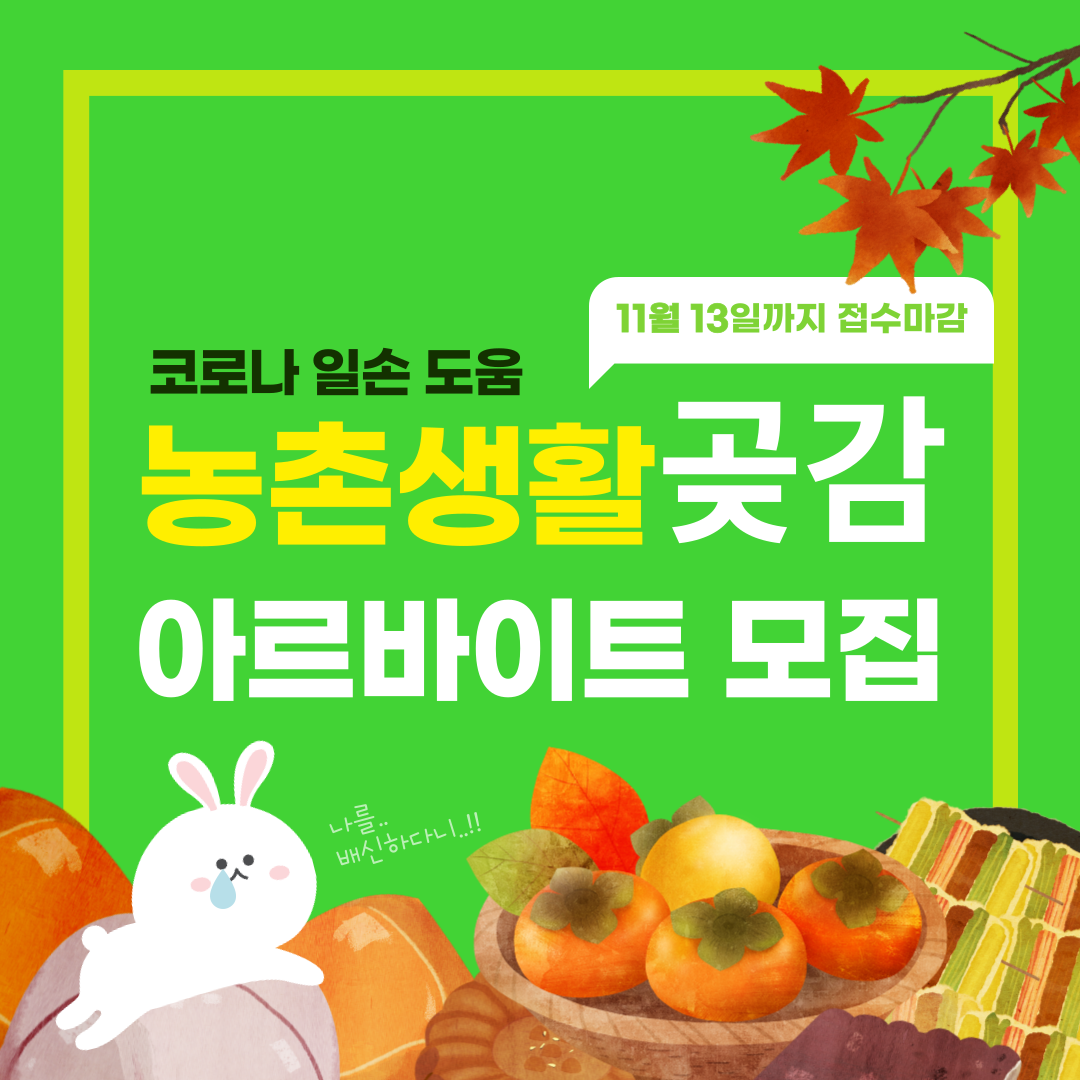 11월 13일까지 접수마감
코로나 일손 도움
농촌생활곶감
아르바이트 모집
나를..
배신하다니..!!